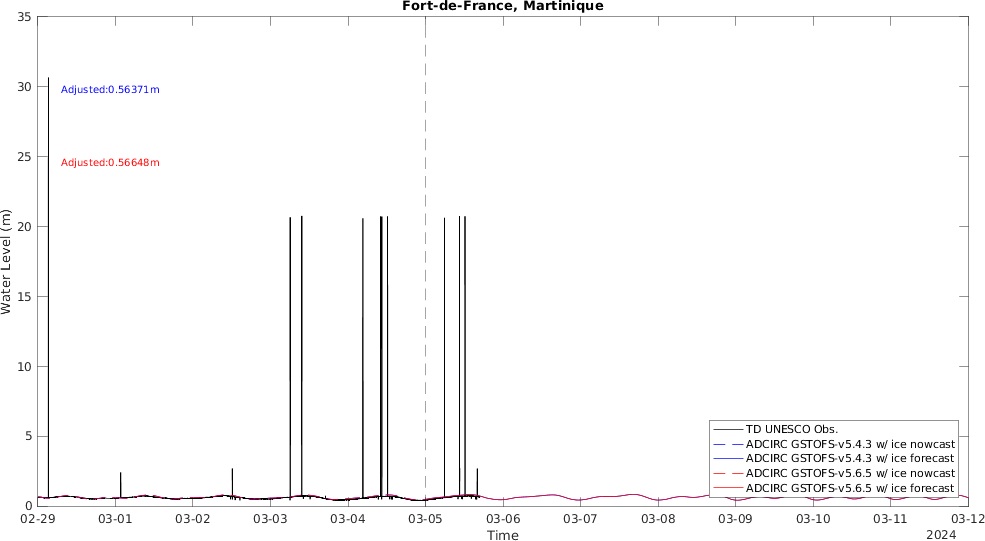 Fort-de-France, Martinique
35
30
25
20
15
10
5
0
Water Level (m)
Adjusted:0.56371m
Adjusted:0.56648m
TD UNESCO Obs.
ADCIRC GSTOFS-v5.4.3 w/ ice nowcast
ADCIRC GSTOFS-v5.4.3 w/ ice forecast
ADCIRC GSTOFS-v5.6.5 w/ ice nowcast
ADCIRC GSTOFS-v5.6.5 w/ ice forecast
02-29 03-01 03-02 03-03 03-04 03-05 03-06 03-07 03-08 03-09 03-10 03-11 03-12
Time
2024